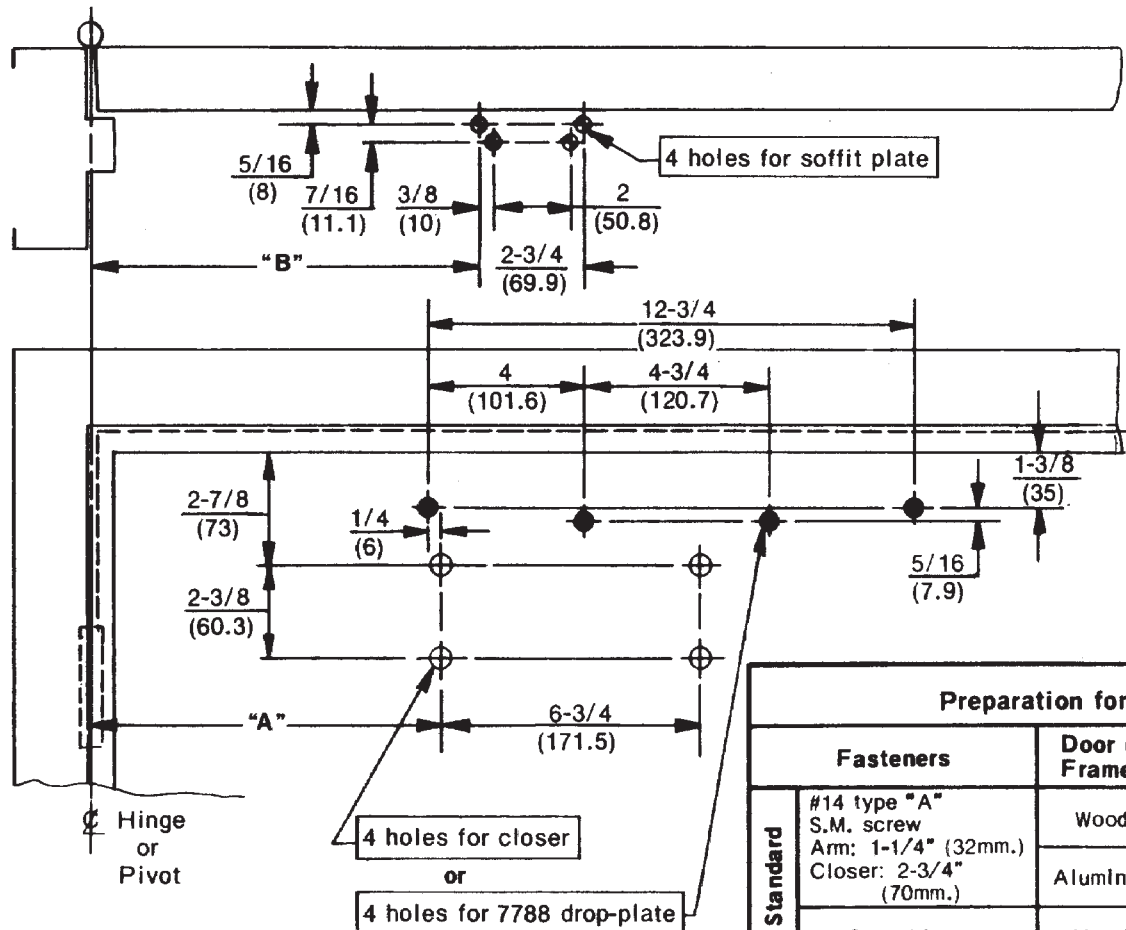 4 holes for soffit plate
5/16
(8)
7/16
(11.1)
3/8
(10)
2
(50.8)
"B"
2-3/4
(69.9)
12-3/4
(323.9)
4
(101.6)
4-3/4
(120.7)
1-3/8
(35)
2-7/8
(73)
1/4
(6)
5/16
(7.9)
2-3/8
(60.3)
"A"
6-3/4
(171.5)
℄ Hinge
or
Pivot
4 holes for closer
or
4 holes for 7788 drop-plate
Preparation for
Fasteners
Door
Frame
Standard
#14 type "A"
S.M. screw
Arm: 1-1/4" (32mm.)
Closer: 2-3/4"
(70mm.)
Wood
Alumin